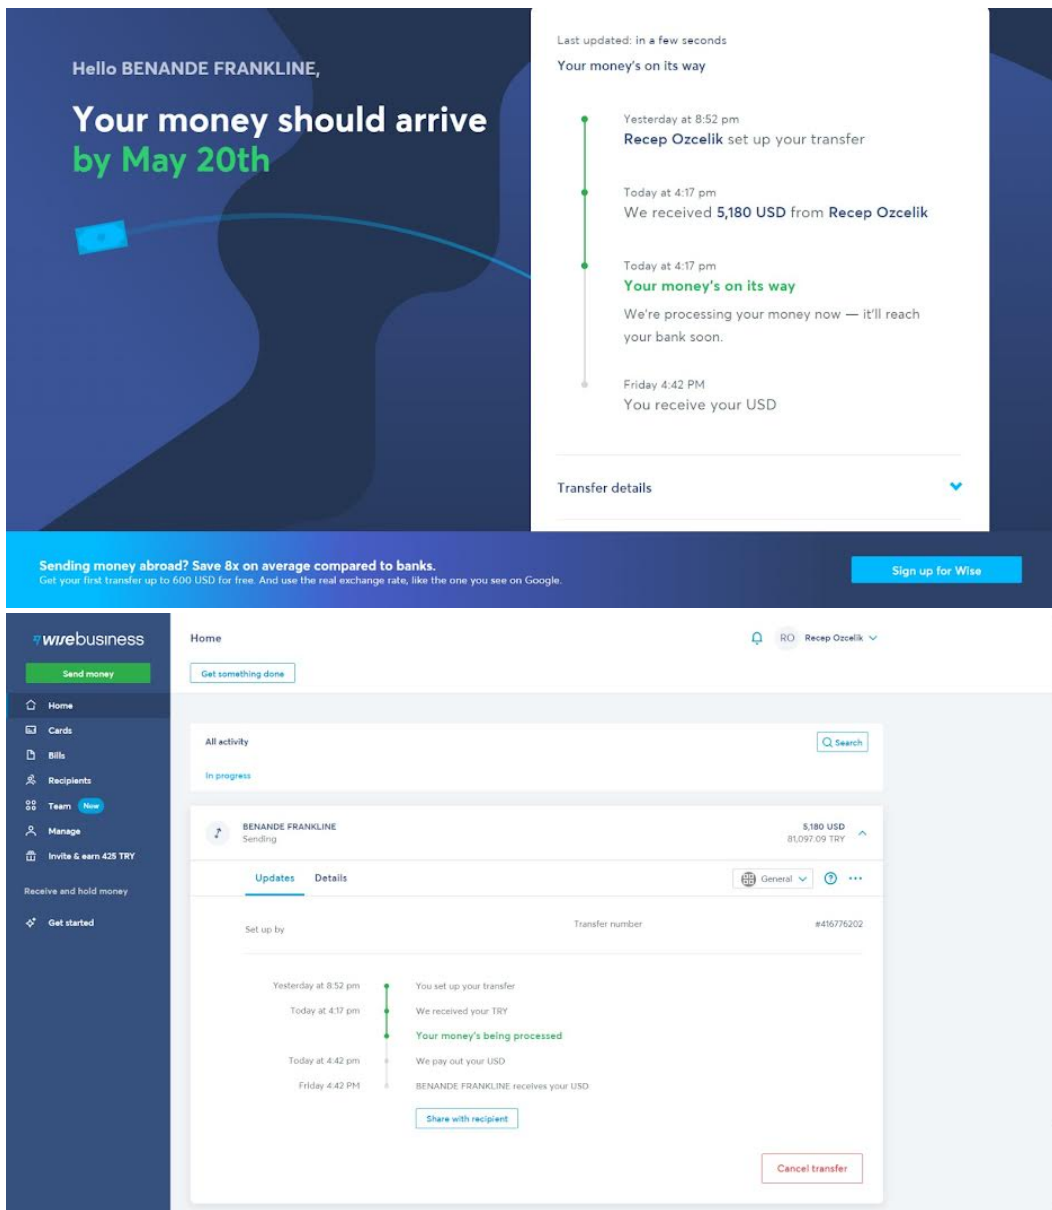 Hello BENANDE FRANKLINE,
Your money should arrive
by May 20th
Last updated: in a few seconds
Your money's on its way
Yesterday at 8:52 pm
Recep Ozcelik set up your transfer
Today at 4:17 pm
We received 5,180 USD from Recep Ozcelik
Today at 4:17 pm
Your money's on its way
We're processing your money now — it'll reach
your bank soon.
Friday 4:42 PM
You receive your USD
Transfer details
Sending money abroad? Save 8x on average compared to banks.
Get your first transfer up to 600 USD for free. And use the real exchange rate, like the one you see on Google.
Sign up for Wise
wisebusiness
Send money
Home
Cards
Bills
Recipients
Team New
Manage
Invite & earn 425 TRY
Receive and hold money
Get started
Home
RO Recep Ozcelik
Get something done
All activity
Search
In progress
BENANDE FRANKLINE 5,180 USD
Sending 81,097.09 TRY
Updates Details General
Set up by Transfer number #416776202
Yesterday at 8:52 pm You set up your transfer
Today at 4:17 pm We received your TRY
Your money's being processed
Today at 4:42 pm We pay out your USD
Friday 4:42 PM BENANDE FRANKLINE receives your USD
Share with recipient
Cancel transfer